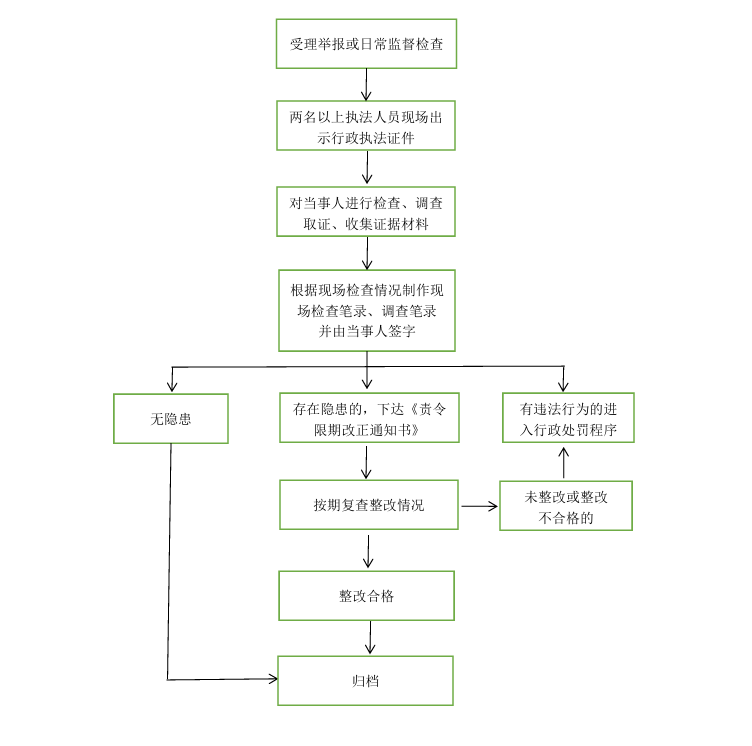 受理举报或日常监督检查
两名以上执法人员现场出
示行政执法证件
对当事人进行检查、调查
取证、收集证据材料
根据现场检查情况制作现
场检查笔录、调查笔录
并由当事人签字
无隐患
存在隐患的，下达《责令
限期改正通知书》
有违法行为的进
入行政处罚程序
按期复查整改情况
未整改或整改
不合格的
整改合格
归档